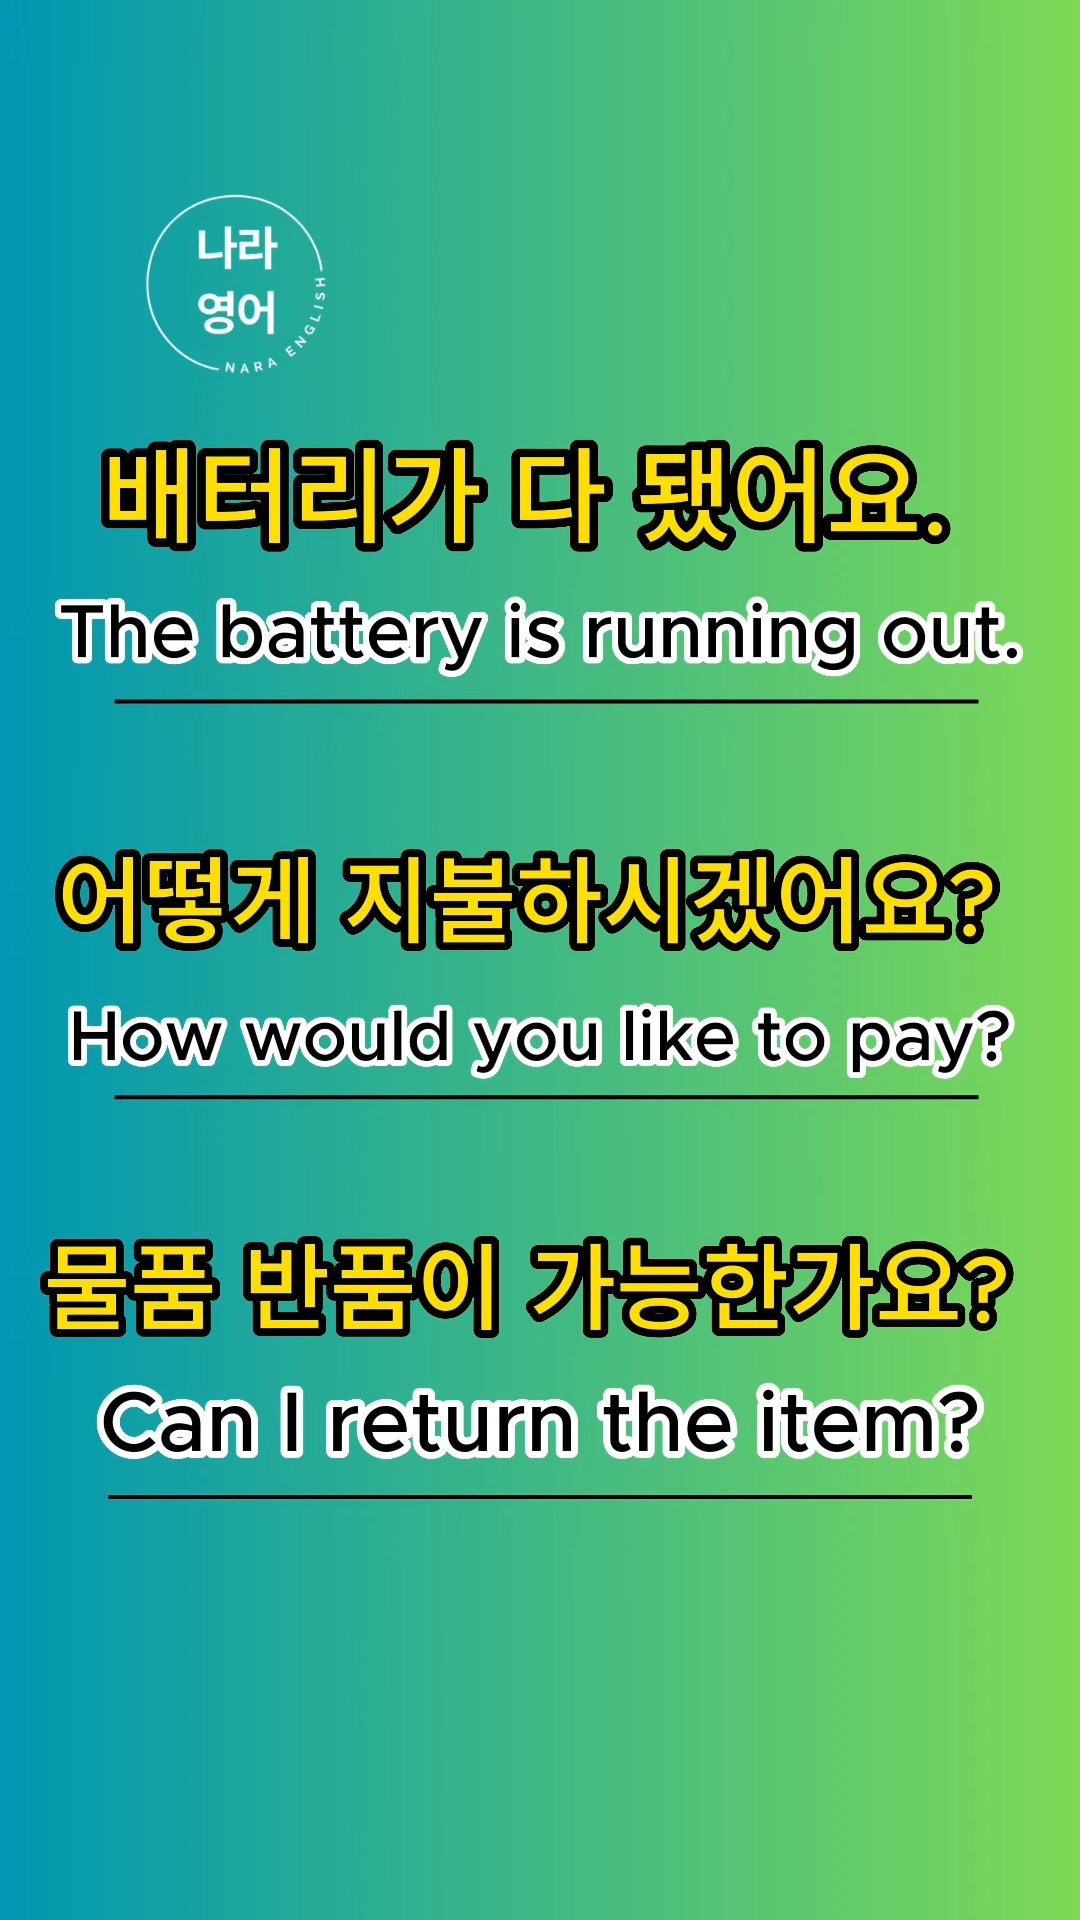 나라
영어
NARA ENGLISH
배터리가 다 됐어요.
The battery is running out.
어떻게 지불하시겠어요?
How would you like to pay?
물품 반품이 가능한가요?
Can I return the item?